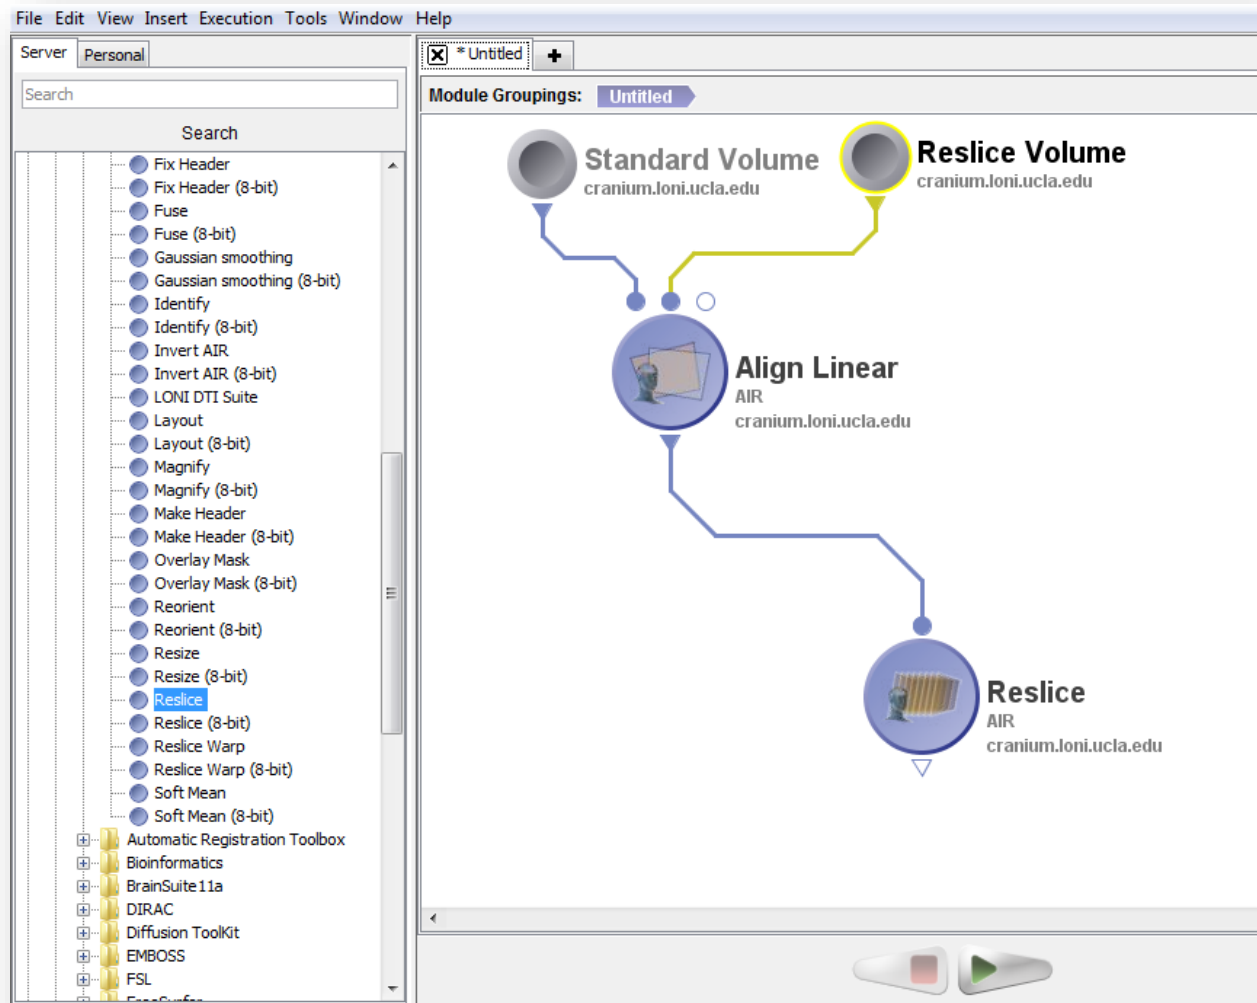 File Edit View Insert Execution Tools Window Help
Server Personal
Search
Search
Fix Header
Fix Header (8-bit)
Fuse
Fuse (8-bit)
Gaussian smoothing
Gaussian smoothing (8-bit)
Identify
Identify (8-bit)
Invert AIR
Invert AIR (8-bit)
LONI DTI Suite
Layout
Layout (8-bit)
Magnify
Magnify (8-bit)
Make Header
Make Header (8-bit)
Overlay Mask
Overlay Mask (8-bit)
Reorient
Reorient (8-bit)
Resize
Resize (8-bit)
Reslice
Reslice (8-bit)
Reslice Warp
Reslice Warp (8-bit)
Soft Mean
Soft Mean (8-bit)
Automatic Registration Toolbox
Bioinformatics
BrainSuite11a
DIRAC
Diffusion ToolKit
EMBOSS
FSL
* Untitled
Module Groupings: Untitled
Standard Volume
cranium.loni.ucla.edu
Reslice Volume
cranium.loni.ucla.edu
Align Linear
AIR
cranium.loni.ucla.edu
Reslice
AIR
cranium.loni.ucla.edu